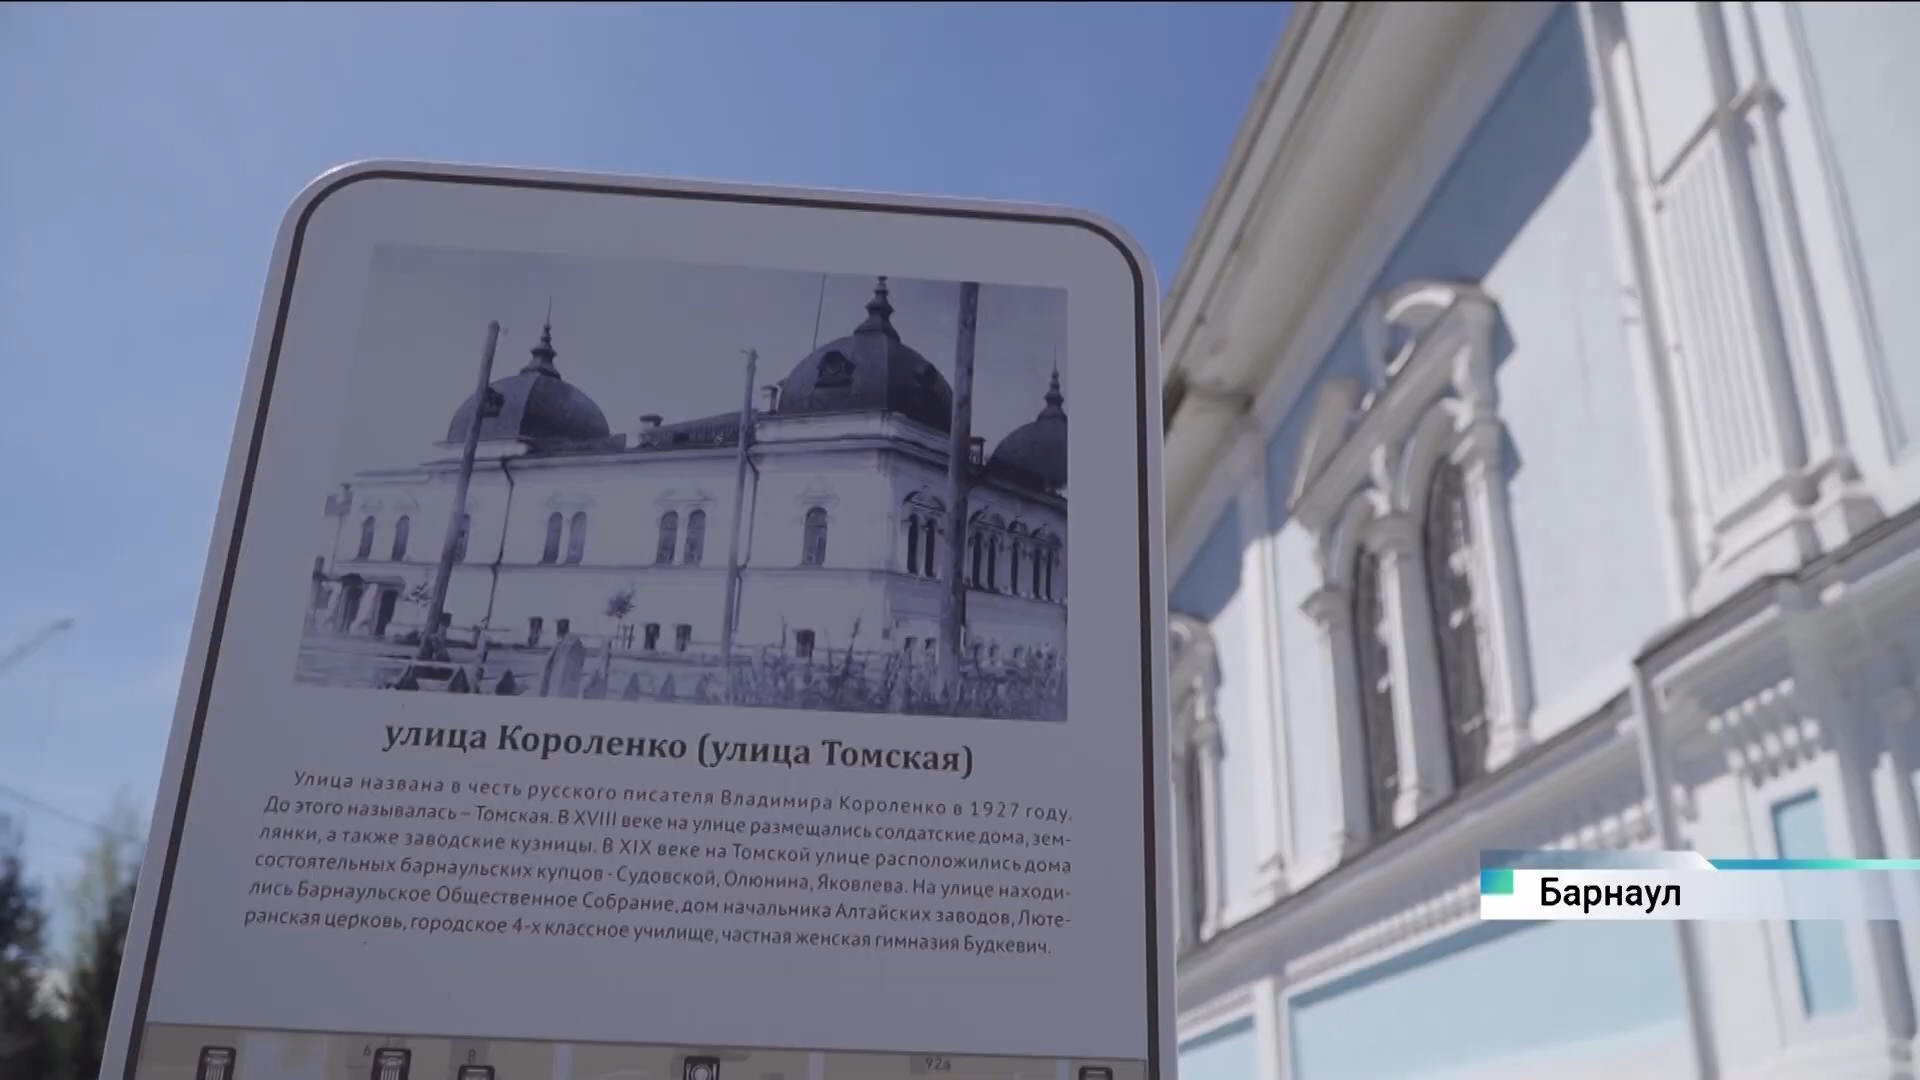 улица Короленко (улица Томская)
Улица названа в честь русского писателя Владимира Короленко в 1927 году.
До этого называлась – Томская. В XVIII веке на улице размещались солдатские дома, зем-
лянки, а также заводские кузницы. В XIX веке на Томской улице расположились дома
состоятельных барнаульских купцов - Судовской, Олюнина, Яковлева. На улице находи-
лись Барнаульское Общественное Собрание, дом начальника Алтайских заводов, Люте-
ранская церковь, городское 4-х классное училище, частная женская гимназия Будкевич.
6
8
92а
Барнаул